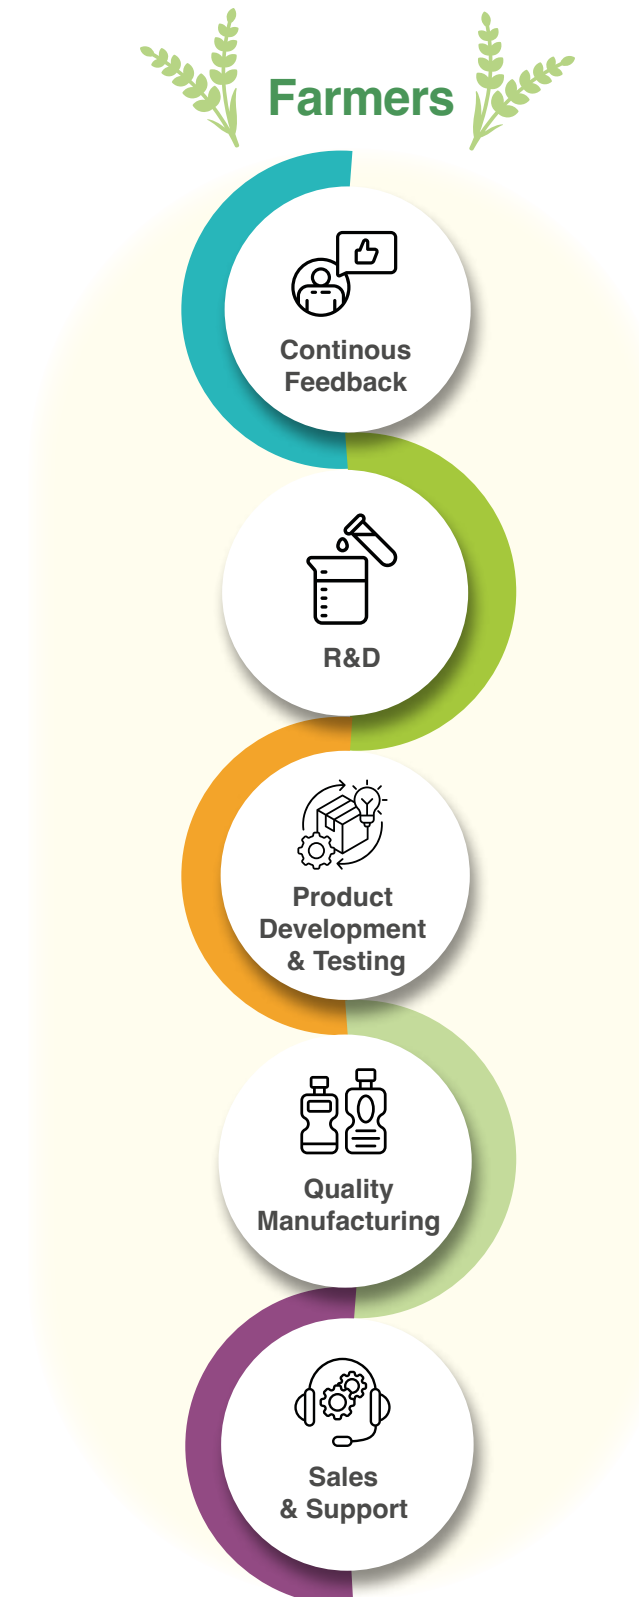 Farmers
Continous
Feedback
R&D
Product
Development
& Testing
Quality
Manufacturing
Sales
& Support